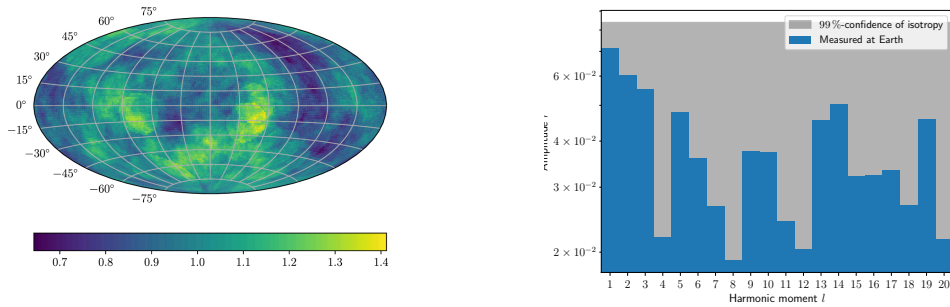 75°
60°
45°
30°
15°
0°
−15°
−30°
−45°
−60°
−75°
0.7 0.8 0.9 1.0 1.1 1.2 1.3 1.4
99%-confidence of isotropy
Measured at Earth
6 × 10⁻²
4 × 10⁻²
3 × 10⁻²
2 × 10⁻²
1 2 3 4 5 6 7 8 9 10 11 12 13 14 15 16 17 18 19 20
Harmonic moment l